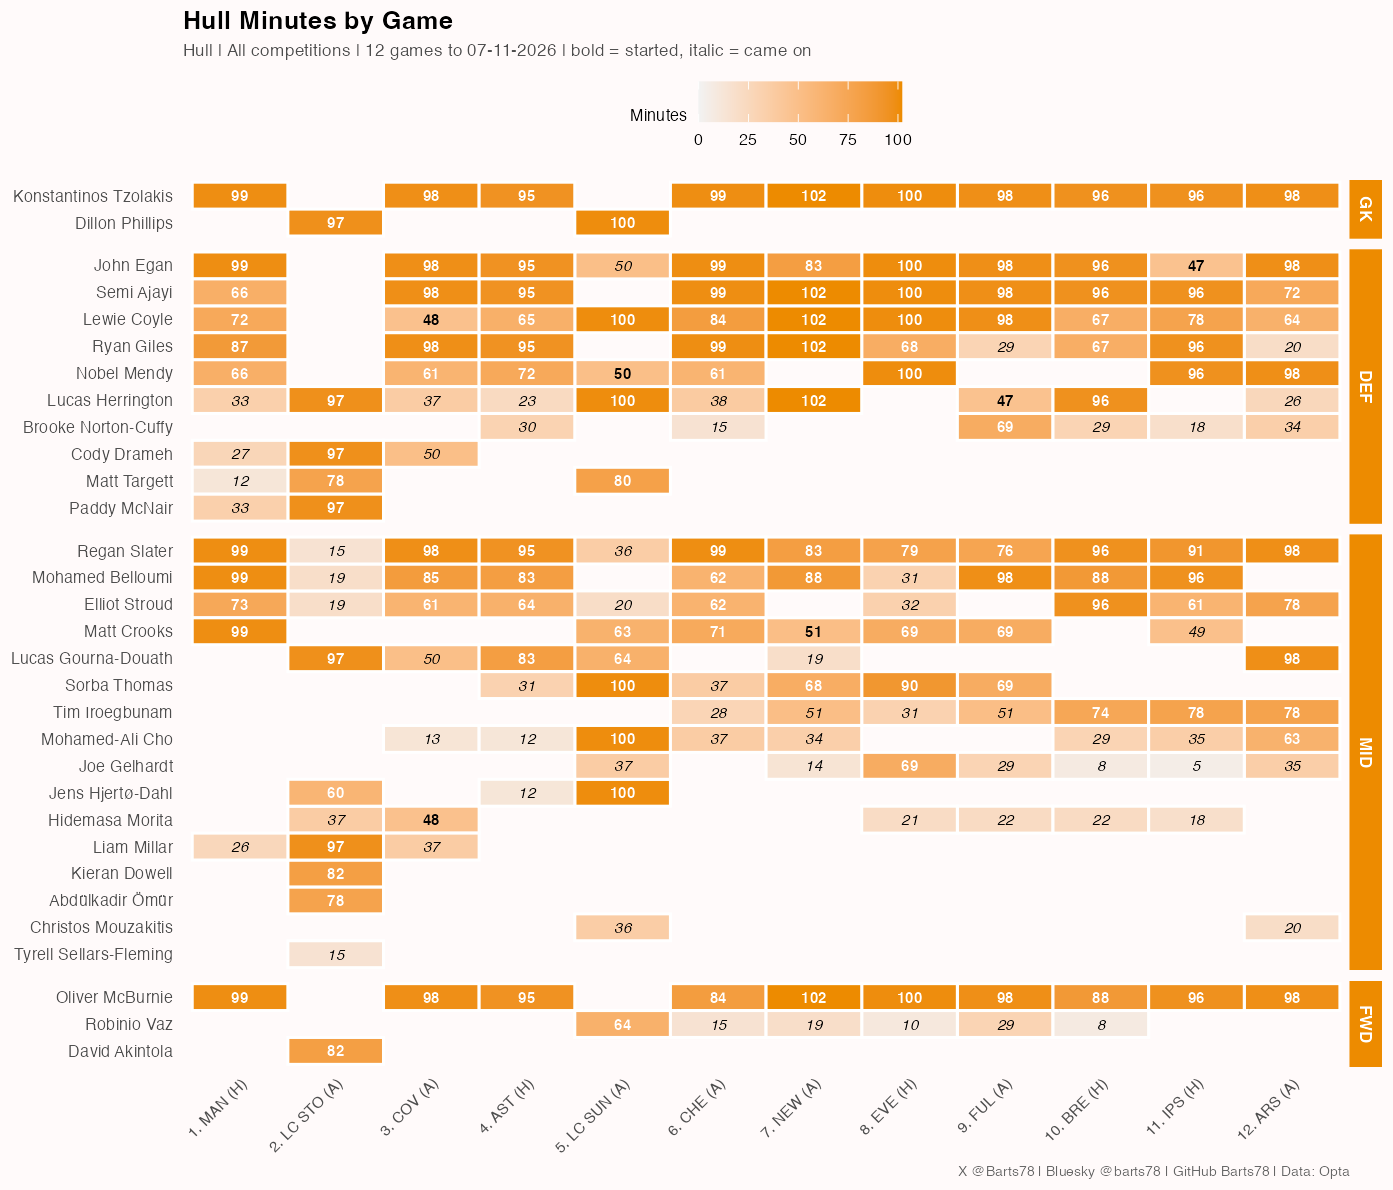 Hull Minutes by Game
Hull | All competitions | 12 games to 07-11-2026 | bold = started, italic = came on
Minutes
0 25 50 75 100
Konstantinos Tzolakis 99 98 95 99 102 100 98 96 96 98
Dillon Phillips 97 100
GK
John Egan 99 98 95 50 99 83 100 98 96 47 98
Semi Ajayi 66 98 95 99 102 100 98 96 96 72
Lewie Coyle 72 48 65 100 84 102 100 98 67 78 64
Ryan Giles 87 98 95 99 102 68 29 67 96 20
Nobel Mendy 66 61 72 50 61 100 96 98
Lucas Herrington 33 97 37 23 100 38 102 47 96 26
Brooke Norton-Cuffy 30 15 69 29 18 34
Cody Drameh 27 97 50
Matt Targett 12 78 80
Paddy McNair 33 97
DEF
Regan Slater 99 15 98 95 36 99 83 79 76 96 91 98
Mohamed Belloumi 99 19 85 83 62 88 31 98 88 96
Elliot Stroud 73 19 61 64 20 62 32 96 61 78
Matt Crooks 99 63 71 51 69 69 49
Lucas Gourna-Douath 97 50 83 64 19 98
Sorba Thomas 31 100 37 68 90 69
Tim Iroegbunam 28 51 31 51 74 78 78
Mohamed-Ali Cho 13 12 100 37 34 29 35 63
Joe Gelhardt 37 14 69 29 8 5 35
Jens Hjertø-Dahl 60 12 100
Hidemasa Morita 37 48 21 22 22 18
Liam Millar 26 97 37
Kieran Dowell 82
Abdülkadir Ömür 78
Christos Mouzakitis 36 20
Tyrell Sellars-Fleming 15
MID
Oliver McBurnie 99 98 95 84 102 100 98 88 96 98
Robinio Vaz 64 15 19 10 29 8
David Akintola 82
FWD
1. MAN (H) 2. LC STO (A) 3. COV (A) 4. AST (H) 5. LC SUN (A) 6. CHE (A) 7. NEW (A) 8. EVE (H) 9. FUL (A) 10. BRE (H) 11. IPS (H) 12. ARS (A)
X @Barts78 | Bluesky @barts78 | GitHub Barts78 | Data: Opta